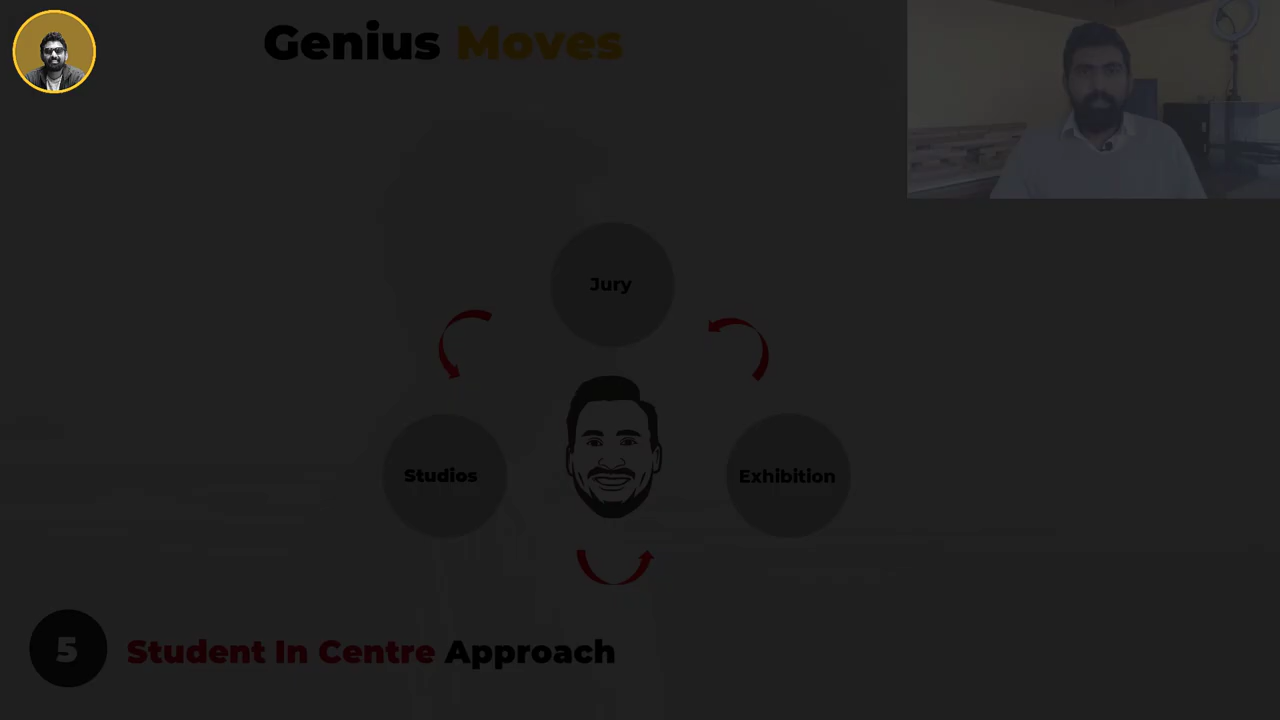 Genius Moves
Jury
Studios
Exhibition
5
Student In Centre Approach